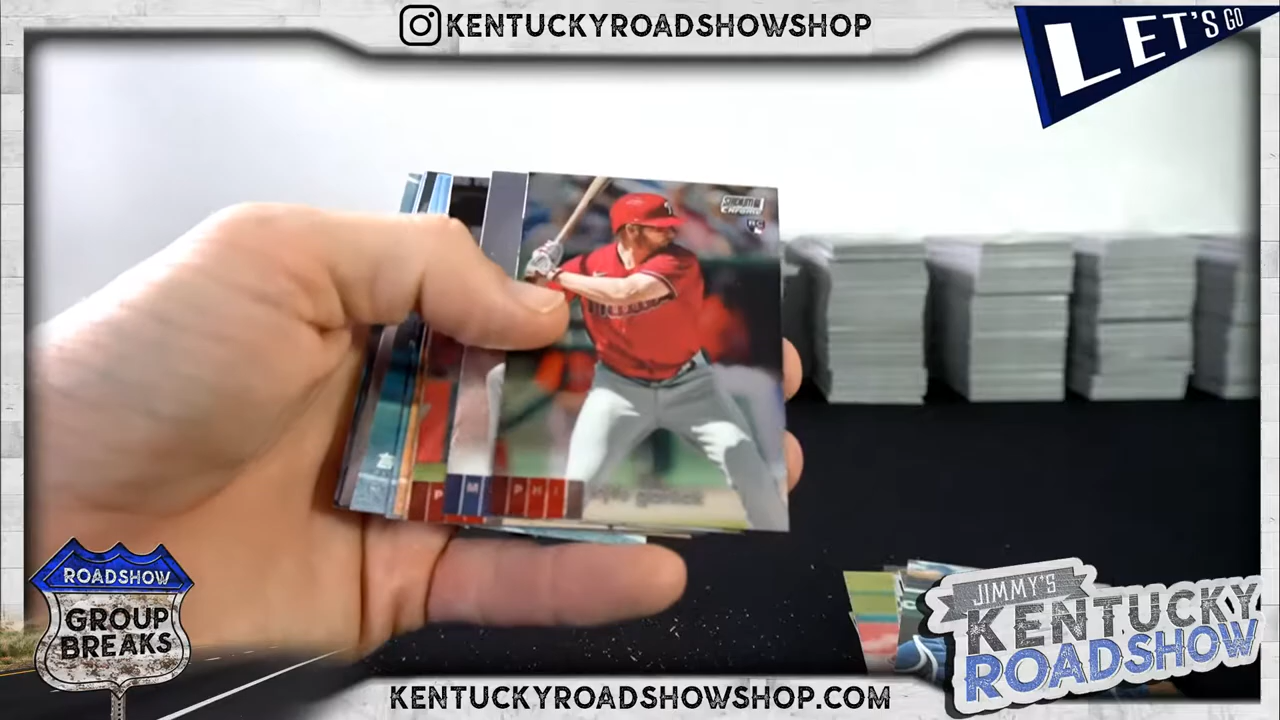 KENTUCKYROADSHOWSHOP
LET'S GO
STADIUM
CHROME
RC
P
M
PHI
ROADSHOW
GROUP
BREAKS
JIMMY'S
KENTUCKY
ROADSHOW
KENTUCKYROADSHOWSHOP.COM